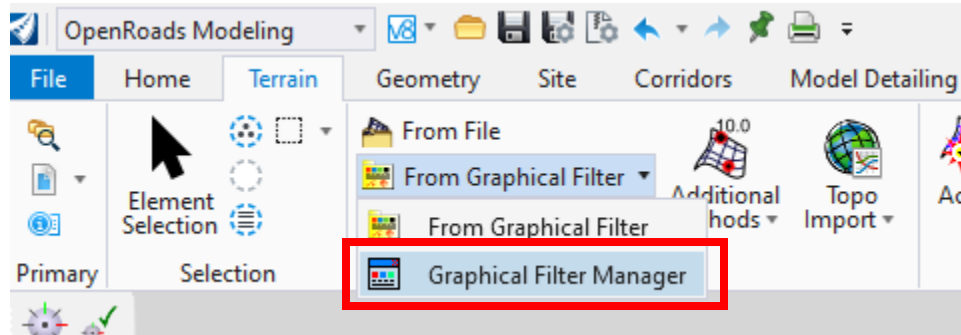 OpenRoads Modeling
File Home Terrain Geometry Site Corridors Model Detailing
From File
10.0
From Graphical Filter
Element Selection
Additional
Topo Import
From Graphical Filter
Graphical Filter Manager
Primary Selection